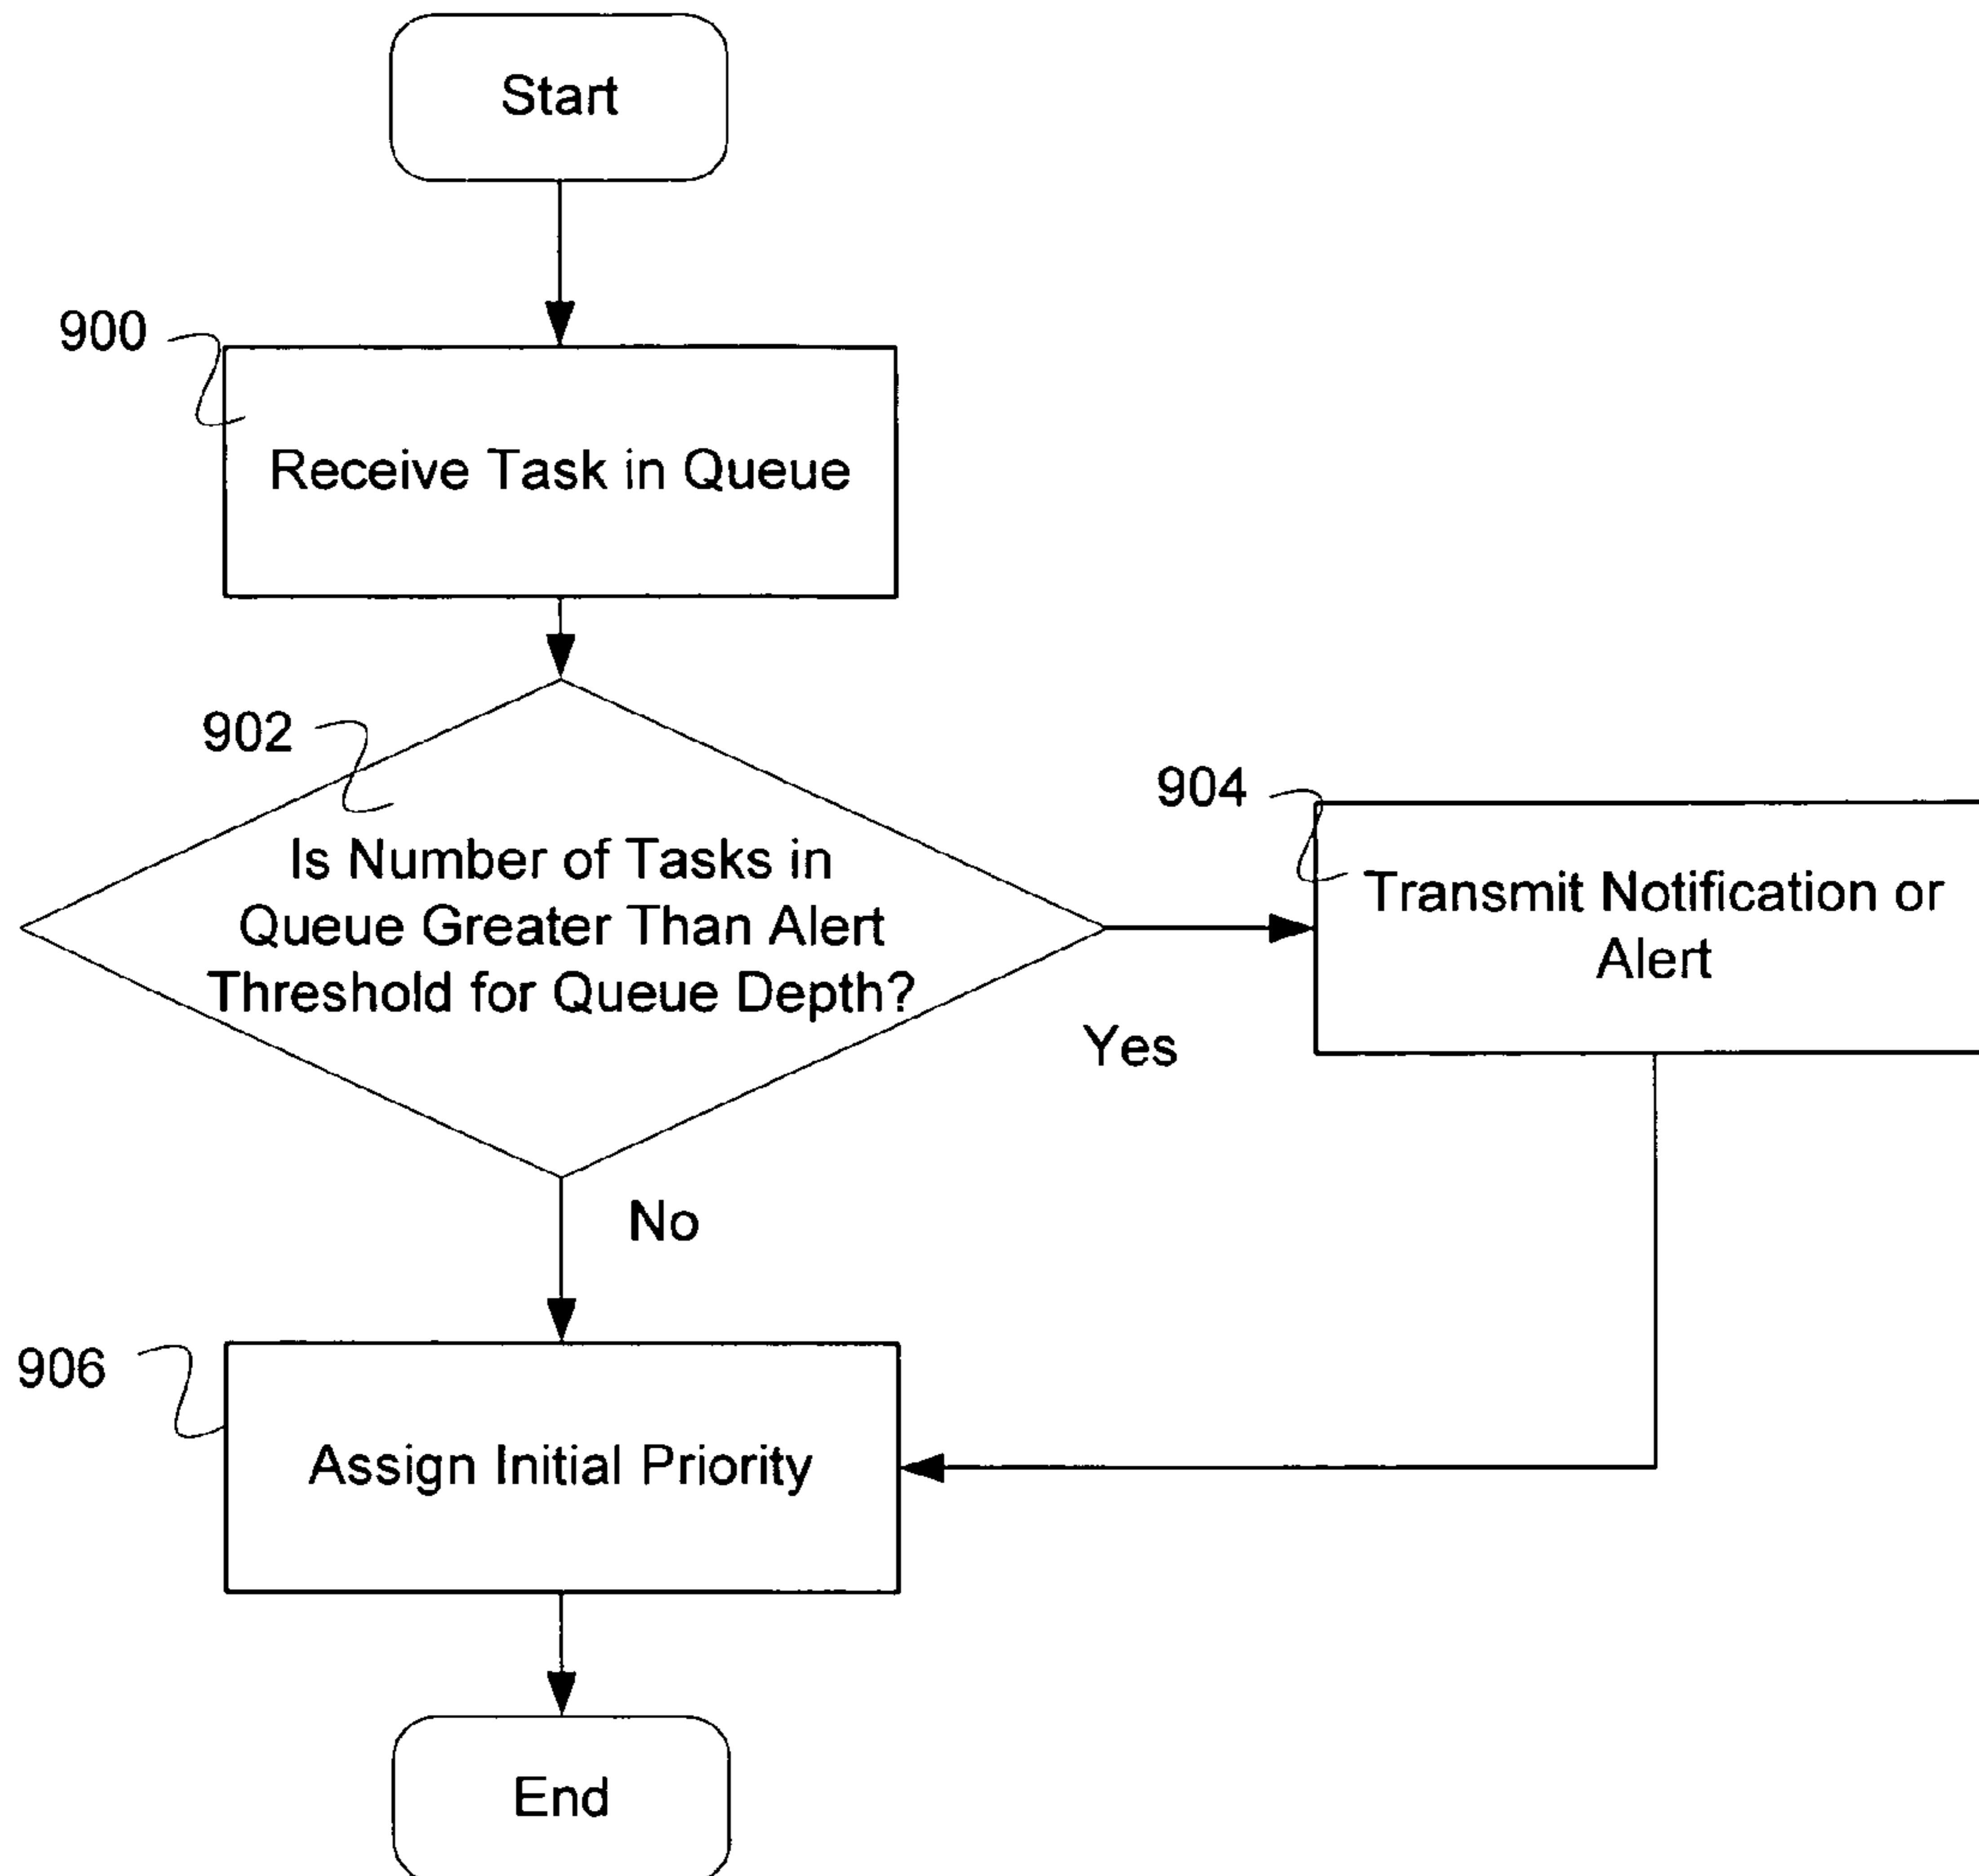 Start
900
Receive Task in Queue
902
Is Number of Tasks in
Queue Greater Than Alert
Threshold for Queue Depth?
904
Transmit Notification or
Alert
Yes
No
906
Assign Initial Priority
End